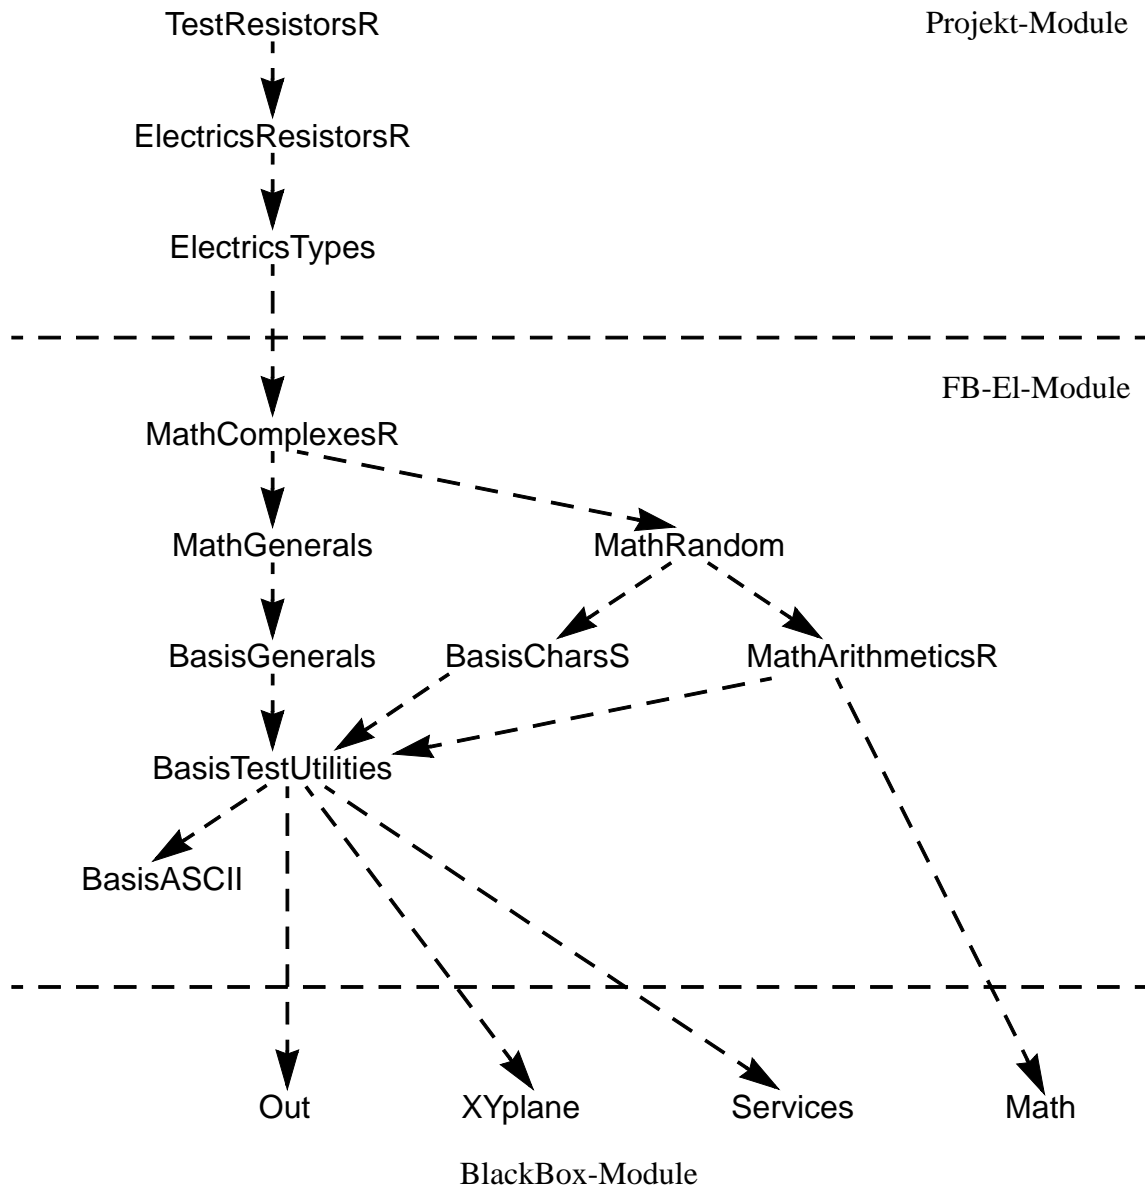 TestResistorsR
Projekt-Module
ElectricsResistorsR
ElectricsTypes
FB-El-Module
MathComplexesR
MathGenerals
MathRandom
BasisGenerals
BasisCharsS
MathArithmeticsR
BasisTestUtilities
BasisASCII
Out
XYplane
Services
Math
BlackBox-Module